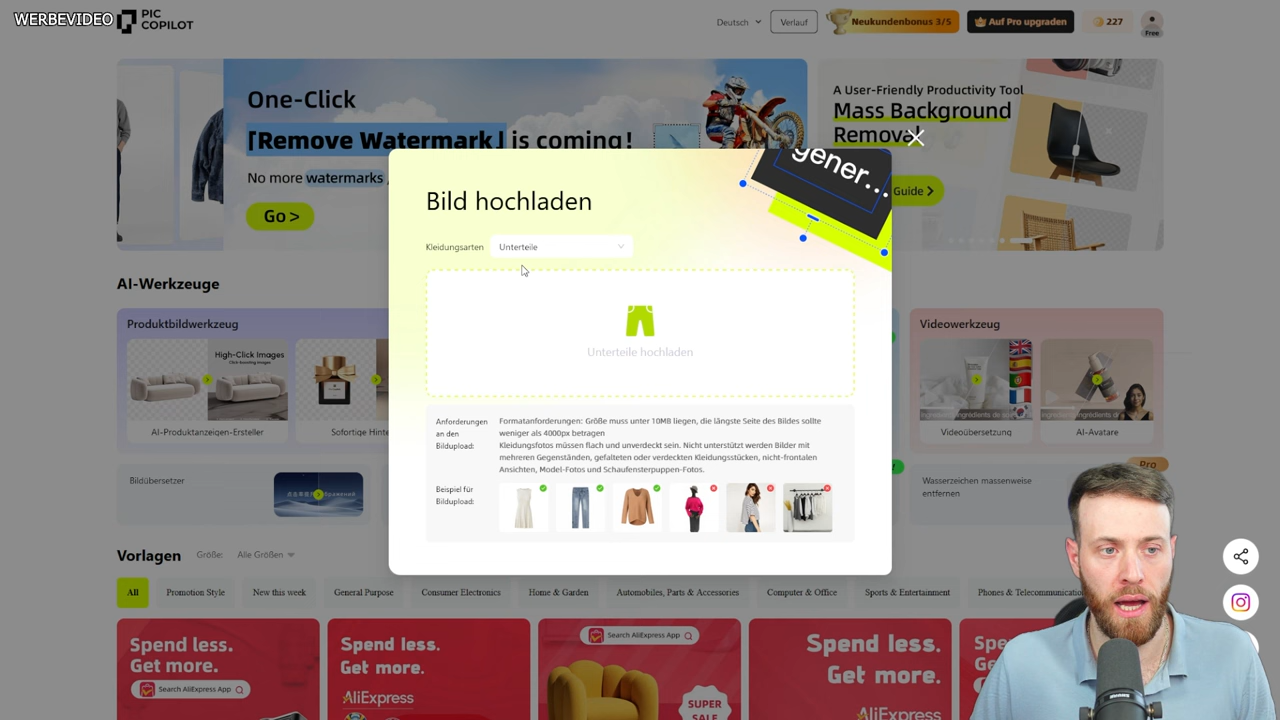 WERBEVIDEO
PIC COPILOT
Deutsch
Verlauf
Neukundenbonus 3/5
Auf Pro upgraden
227
Free
One-Click
「Remove Watermark」 is coming!
No more watermarks,
Go >
A User-Friendly Productivity Tool
Mass Background
Removal
Guide
gener...
Bild hochladen
Kleidungsarten
Unterteile
Unterteile hochladen
Anforderungen an den Bildupload:
Formatanforderungen: Größe muss unter 10MB liegen, die längste Seite des Bildes sollte
weniger als 4000px betragen
Kleidungsfotos müssen flach und unverdeckt sein. Nicht unterstützt werden Bilder mit
mehreren Gegenständen, gefalteten oder verdeckten Kleidungsstücken, nicht-frontalen
Ansichten, Model-Fotos und Schaufensterpuppen-Fotos.
Beispiel für Bildupload:
AI-Werkzeuge
Produktbildwerkzeug
High-Click Images
AI-Produktanzeigen-Ersteller
Sofortige Hinte
Videowerkzeug
Videoübersetzung
AI-Avatare
Bildübersetzer
Pro
Wasserzeichen massenweise
entfernen
Vorlagen
Größe:
Alle Größen
All
Promotion Style
New this week
General Purpose
Consumer Electronics
Home & Garden
Automobiles, Parts & Accessories
Computer & Office
Sports & Entertainment
Phones & Telecommunicatio
Spend less.
Get more.
Search AliExpress App
Spend less.
Get more.
AliExpress
Search AliExpress App
SUPER
SALE
Spend less.
Get more.
AliExpress
Spend
Get m
Search